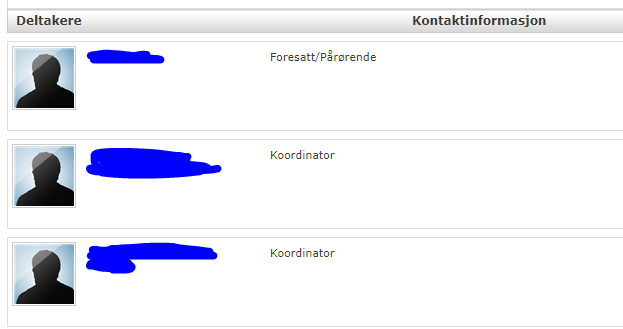 Deltakere Kontaktinformasjon
Foresatt/Pårørende
Koordinator
Koordinator